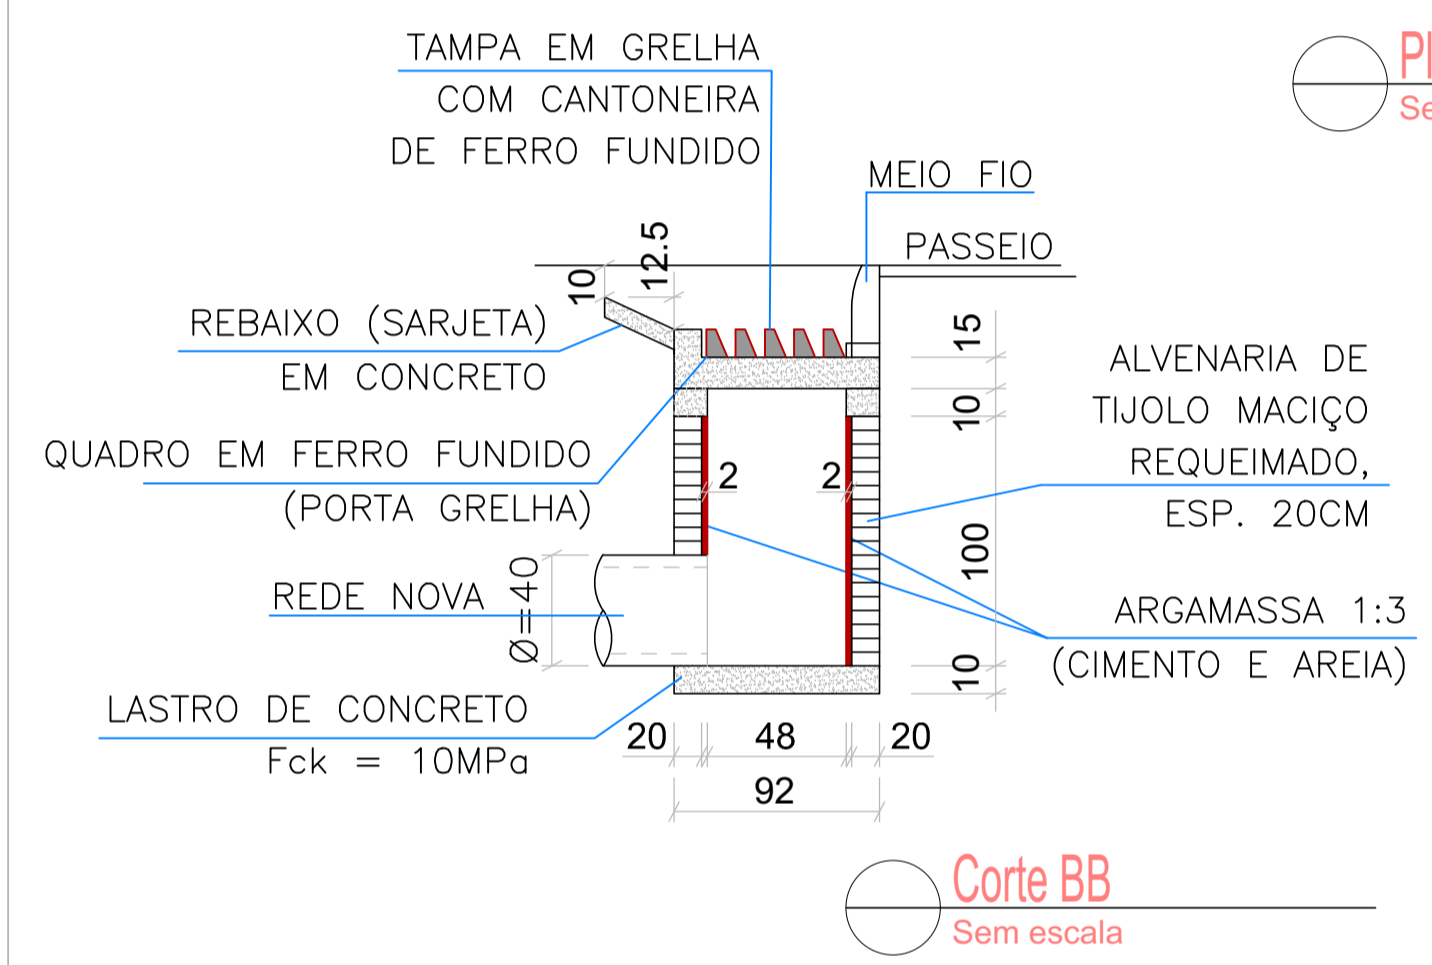 TAMPA EM GRELHA
COM CANTONEIRA
DE FERRO FUNDIDO
Pl
Se
MEIO FIO
PASSEIO
10
12.5
REBAIXO (SARJETA)
EM CONCRETO
15
10
100
10
ALVENARIA DE
TIJOLO MACIÇO
REQUEIMADO,
ESP. 20CM
QUADRO EM FERRO FUNDIDO
(PORTA GRELHA)
2
2
REDE NOVA
Ø=40
ARGAMASSA 1:3
(CIMENTO E AREIA)
LASTRO DE CONCRETO
Fck = 10MPa
20
48
20
92
Corte BB
Sem escala